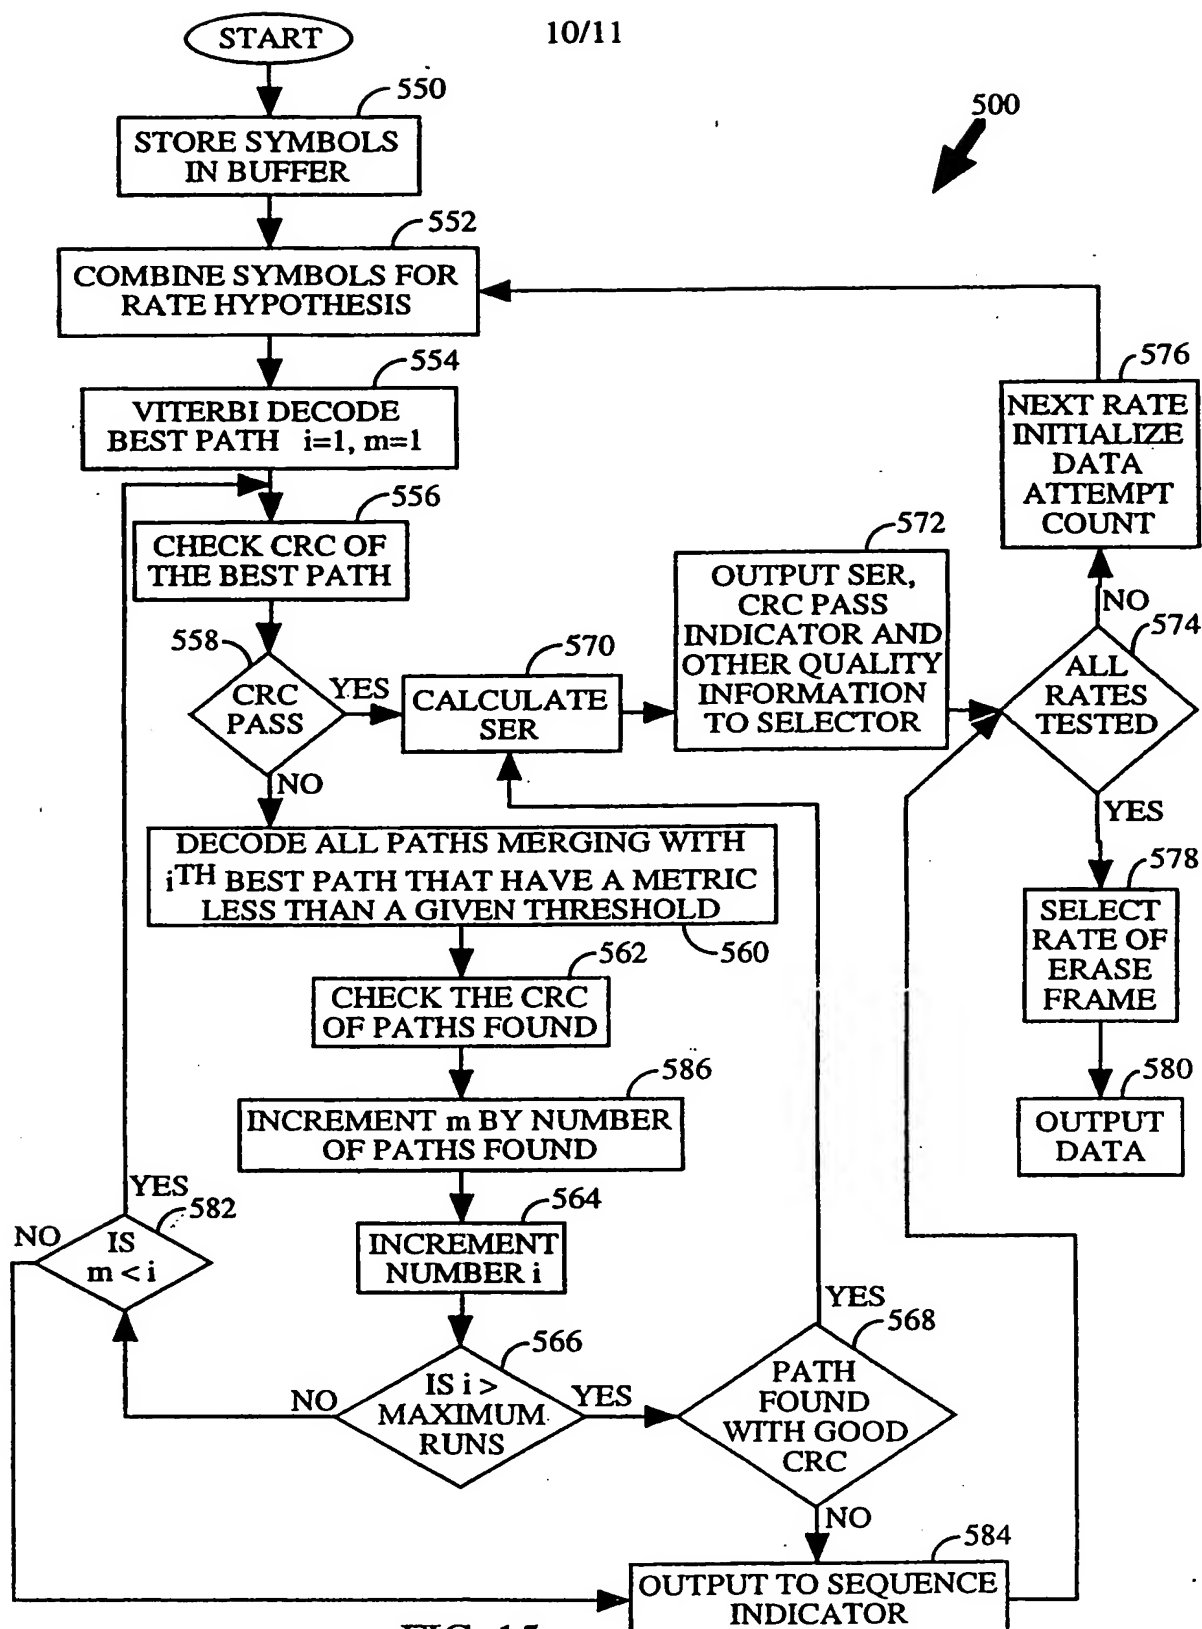 10/11
START
550
500
STORE SYMBOLS
IN BUFFER
552
COMBINE SYMBOLS FOR
RATE HYPOTHESIS
554
VITERBI DECODE
BEST PATH i=1, m=1
576
NEXT RATE
INITIALIZE
DATA
ATTEMPT
COUNT
556
CHECK CRC OF
THE BEST PATH
572
OUTPUT SER,
CRC PASS
INDICATOR AND
OTHER QUALITY
INFORMATION
TO SELECTOR
NO
574
ALL
RATES
TESTED
558
CRC
PASS
YES
570
CALCULATE
SER
NO
YES
DECODE ALL PATHS MERGING WITH
iTH BEST PATH THAT HAVE A METRIC
LESS THAN A GIVEN THRESHOLD
560
578
SELECT
RATE OF
ERASE
FRAME
562
CHECK THE CRC
OF PATHS FOUND
586
INCREMENT m BY NUMBER
OF PATHS FOUND
580
OUTPUT
DATA
YES
582
NO
IS
m < i
564
INCREMENT
NUMBER i
YES
568
566
NO
IS i >
MAXIMUM
RUNS
YES
PATH
FOUND
WITH GOOD
CRC
NO
584
OUTPUT TO SEQUENCE
INDICATOR